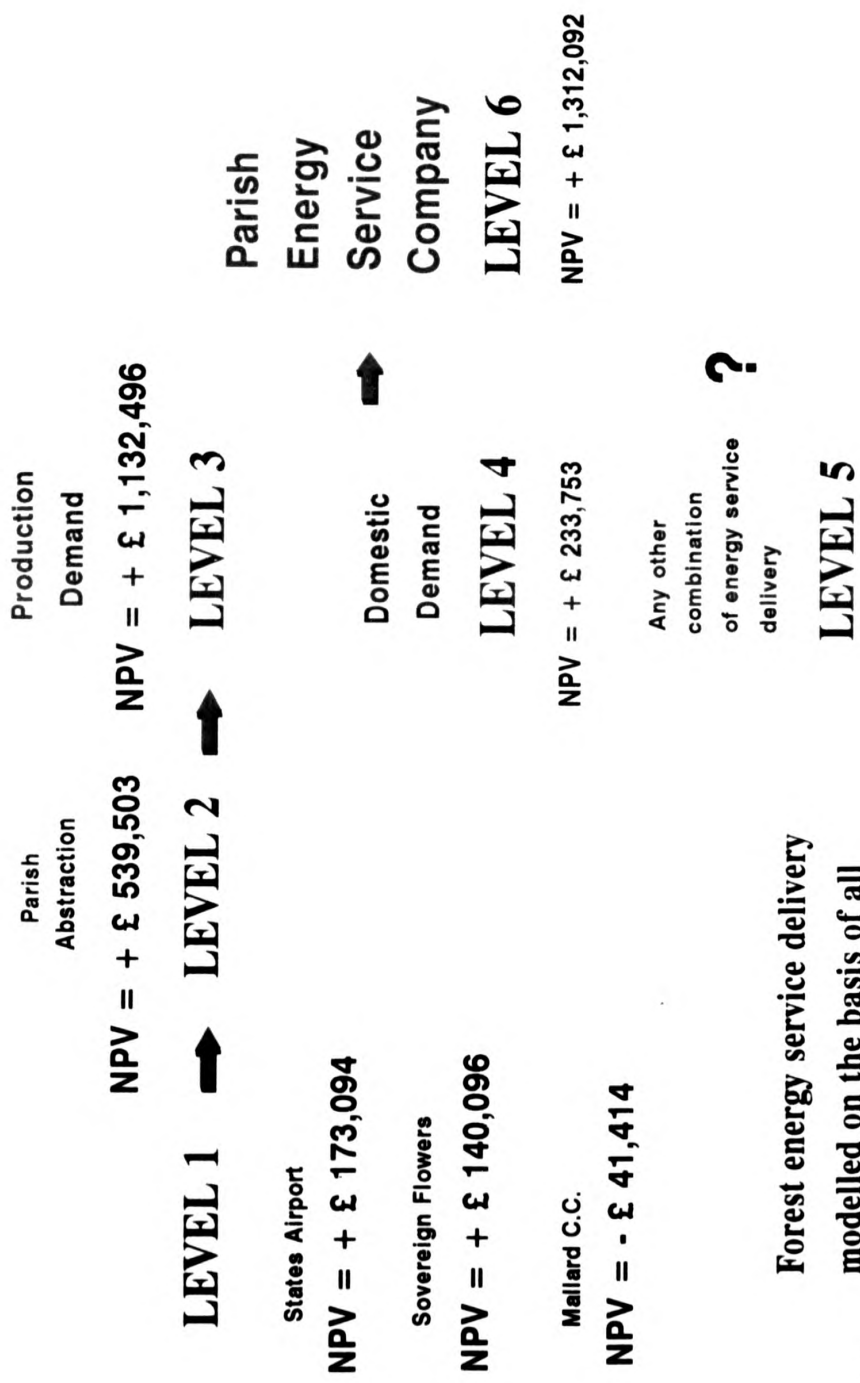 Parish
Abstraction
NPV = + £ 539,503
Production
Demand
NPV = + £ 1,132,496
LEVEL 1
LEVEL 2
LEVEL 3
States Airport
NPV = + £ 173,094
Sovereign Flowers
NPV = + £ 140,096
Mallard C.C.
NPV = - £ 41,414
Domestic
Demand
LEVEL 4
NPV = + £ 233,753
Parish
Energy
Service
Company
LEVEL 6
NPV = + £ 1,312,092
Any other
combination
of energy service
delivery
?
LEVEL 5
Forest energy service delivery
modelled on the basis of all